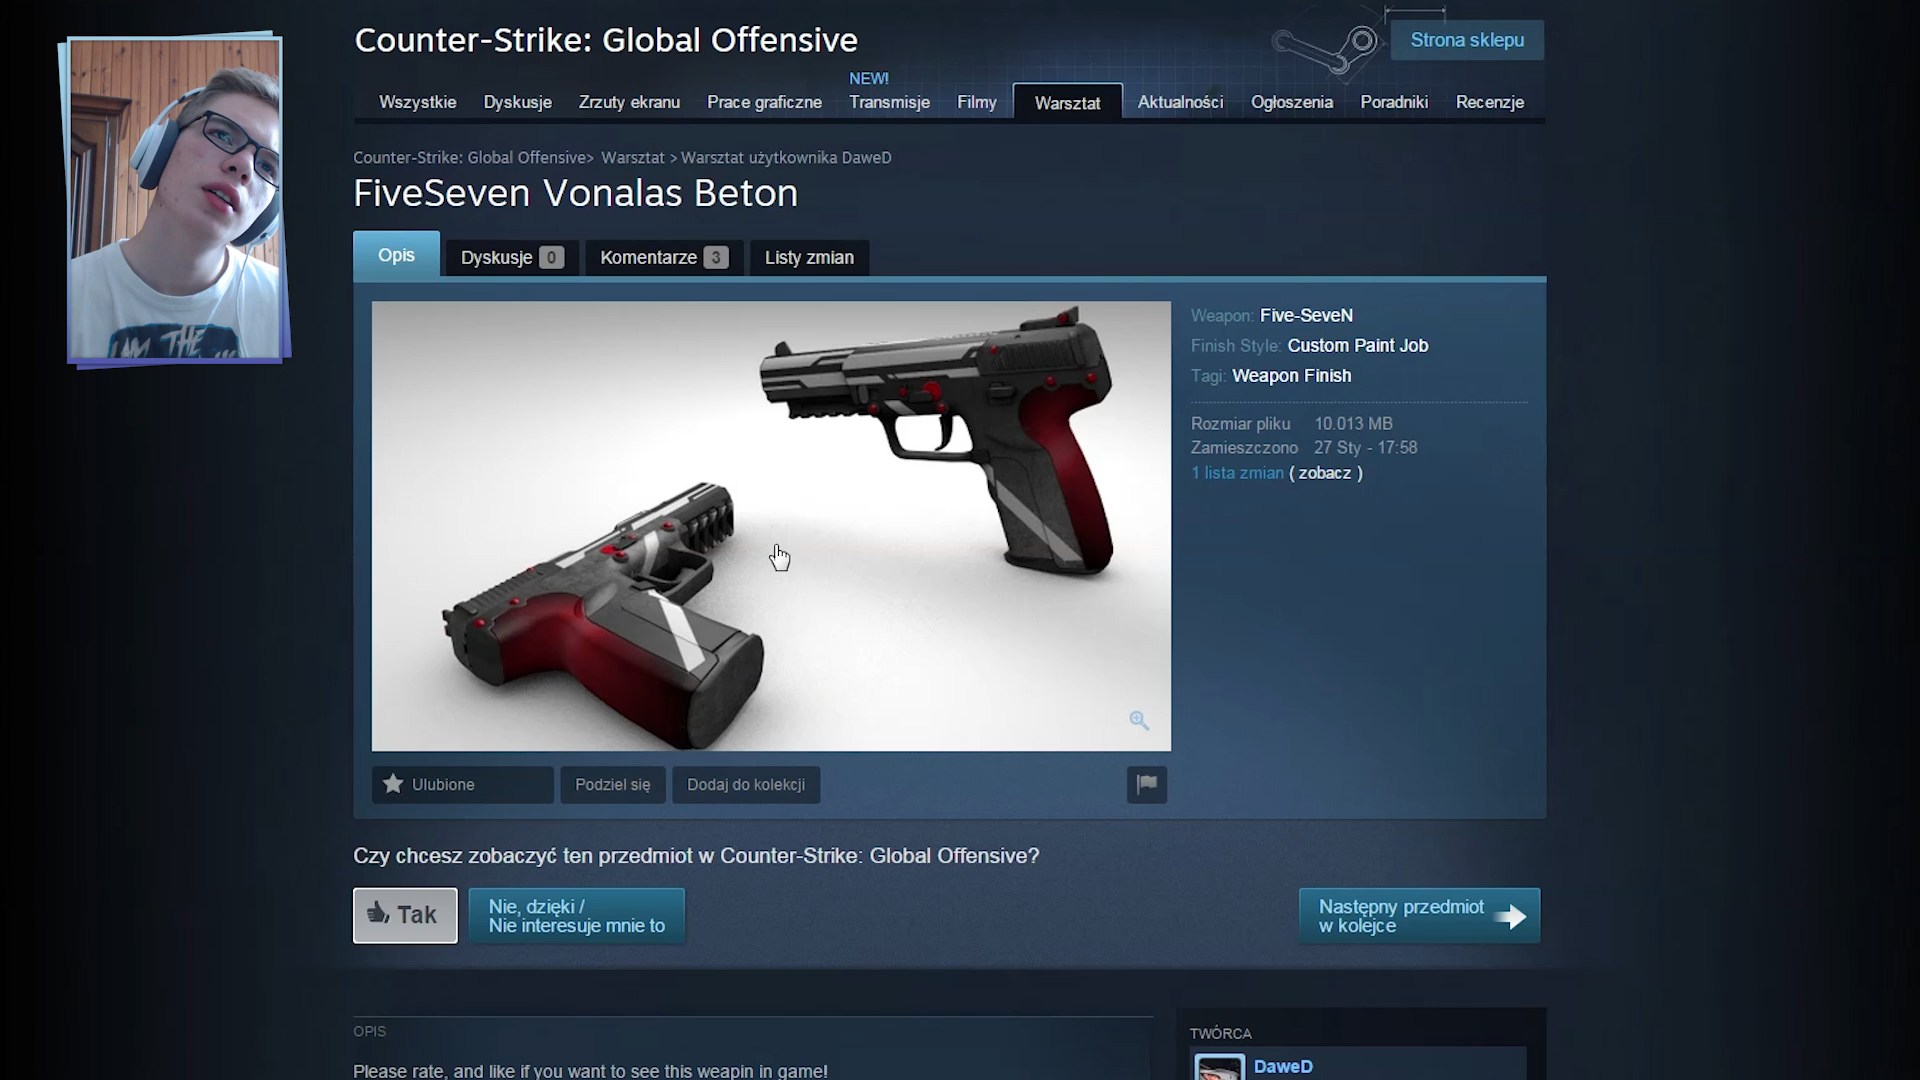 Counter-Strike: Global Offensive
Strona sklepu
NEW!
Wszystkie Dyskusje Zrzuty ekranu Prace graficzne Transmisje Filmy Warsztat Aktualności Ogłoszenia Poradniki Recenzje
Counter-Strike: Global Offensive> Warsztat > Warsztat użytkownika DaweD
FiveSeven Vonalas Beton
Opis Dyskusje 0 Komentarze 3 Listy zmian
Weapon: Five-SeveN
Finish Style: Custom Paint Job
Tagi: Weapon Finish
Rozmiar pliku 10.013 MB
Zamieszczono 27 Sty - 17:58
1 lista zmian ( zobacz )
I AM THE
Ulubione Podziel się Dodaj do kolekcji
Czy chcesz zobaczyć ten przedmiot w Counter-Strike: Global Offensive?
Tak
Nie, dzięki /
Nie interesuje mnie to
Następny przedmiot
w kolejce
OPIS
Please rate, and like if you want to see this weapin in game!
TWÓRCA
DaweD